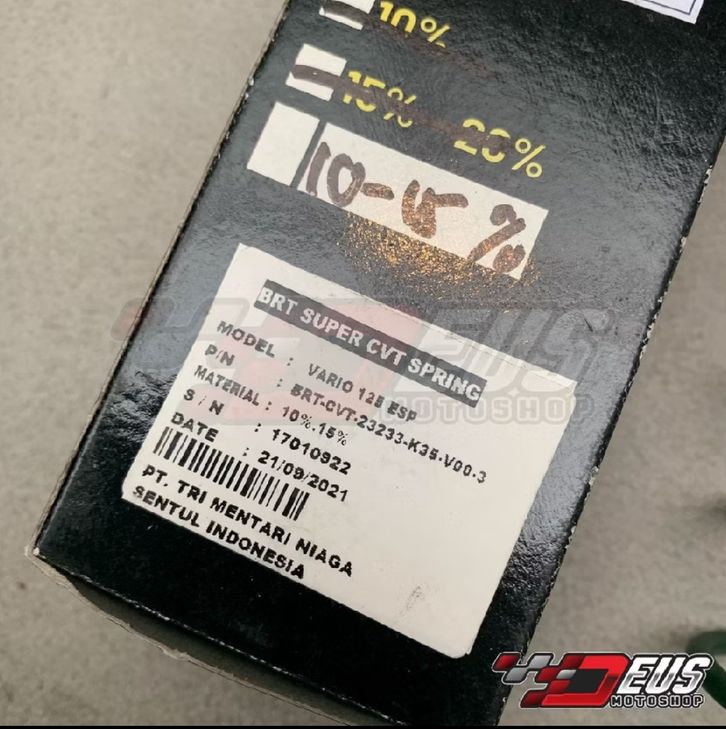 10%
15% - 20%
10-15%
BRT SUPER CVT SPRING
MODEL : VARIO 125 ESP
P/N : BRT-CVT-23233-K35-V00-3
MATERIAL : 10%.15%
S / N : 17010922
DATE : 21/09/2021
PT. TRI MENTARI NIAGA
SENTUL INDONESIA
DEUS
MOTOSHOP
DEUS
MOTOSHOP